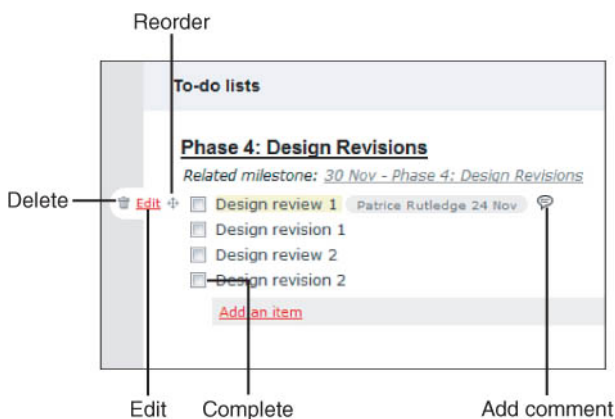 Reorder
To-do lists
Phase 4: Design Revisions
Related milestone: 30 Nov - Phase 4: Design Revisions
Delete Edit Design review 1 Patrice Rutledge 24 Nov
Design revision 1
Design review 2
Design revision 2
Add an item
Edit Complete Add comment